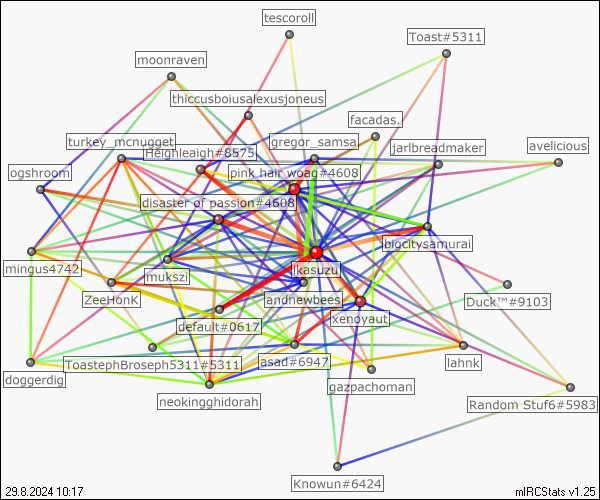 tescoroll
Toast#5311
moonraven
thiccusboiusalexusjoneus
facadas.
turkey_mcnugget
gregor_samsa
jarlbreadmaker
avelicious
Heighleaigh#8575
pink hair woag#4608
ogshroom
disaster of passion#4608
bigcitysamurai
mingus4742
mukszi
ikasuzu
ZeeHonK
andnewbees
Duck™#9103
default#0617
xenoyaut
ToastephBroseph5311#5311
asad#6947
lahnk
doggerdig
gazpachoman
neokingghidorah
Random Stuf6#5983
Knowun#6424
29.8.2024 10:17
mIRCStats v1.25